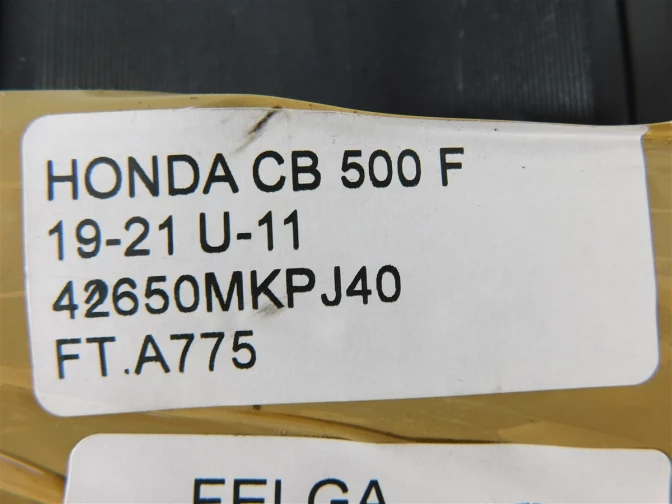 HONDA CB 500 F
19-21 U-11
42650MKPJ40
FT.A775
FELGA